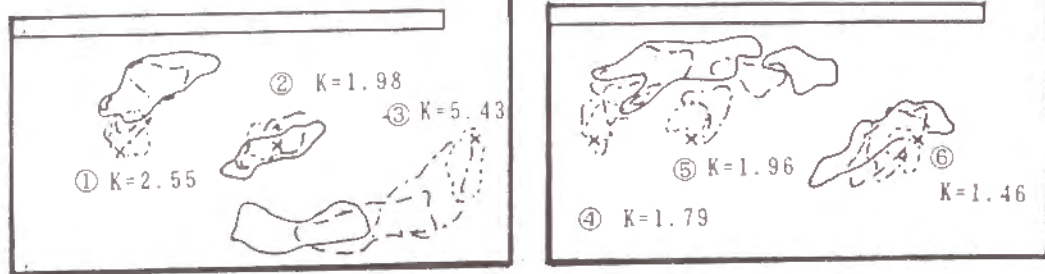 ② K=1.98
③ K=5.43
① K=2.55
⑤ K=1.96
⑥
K=1.46
④ K=1.79